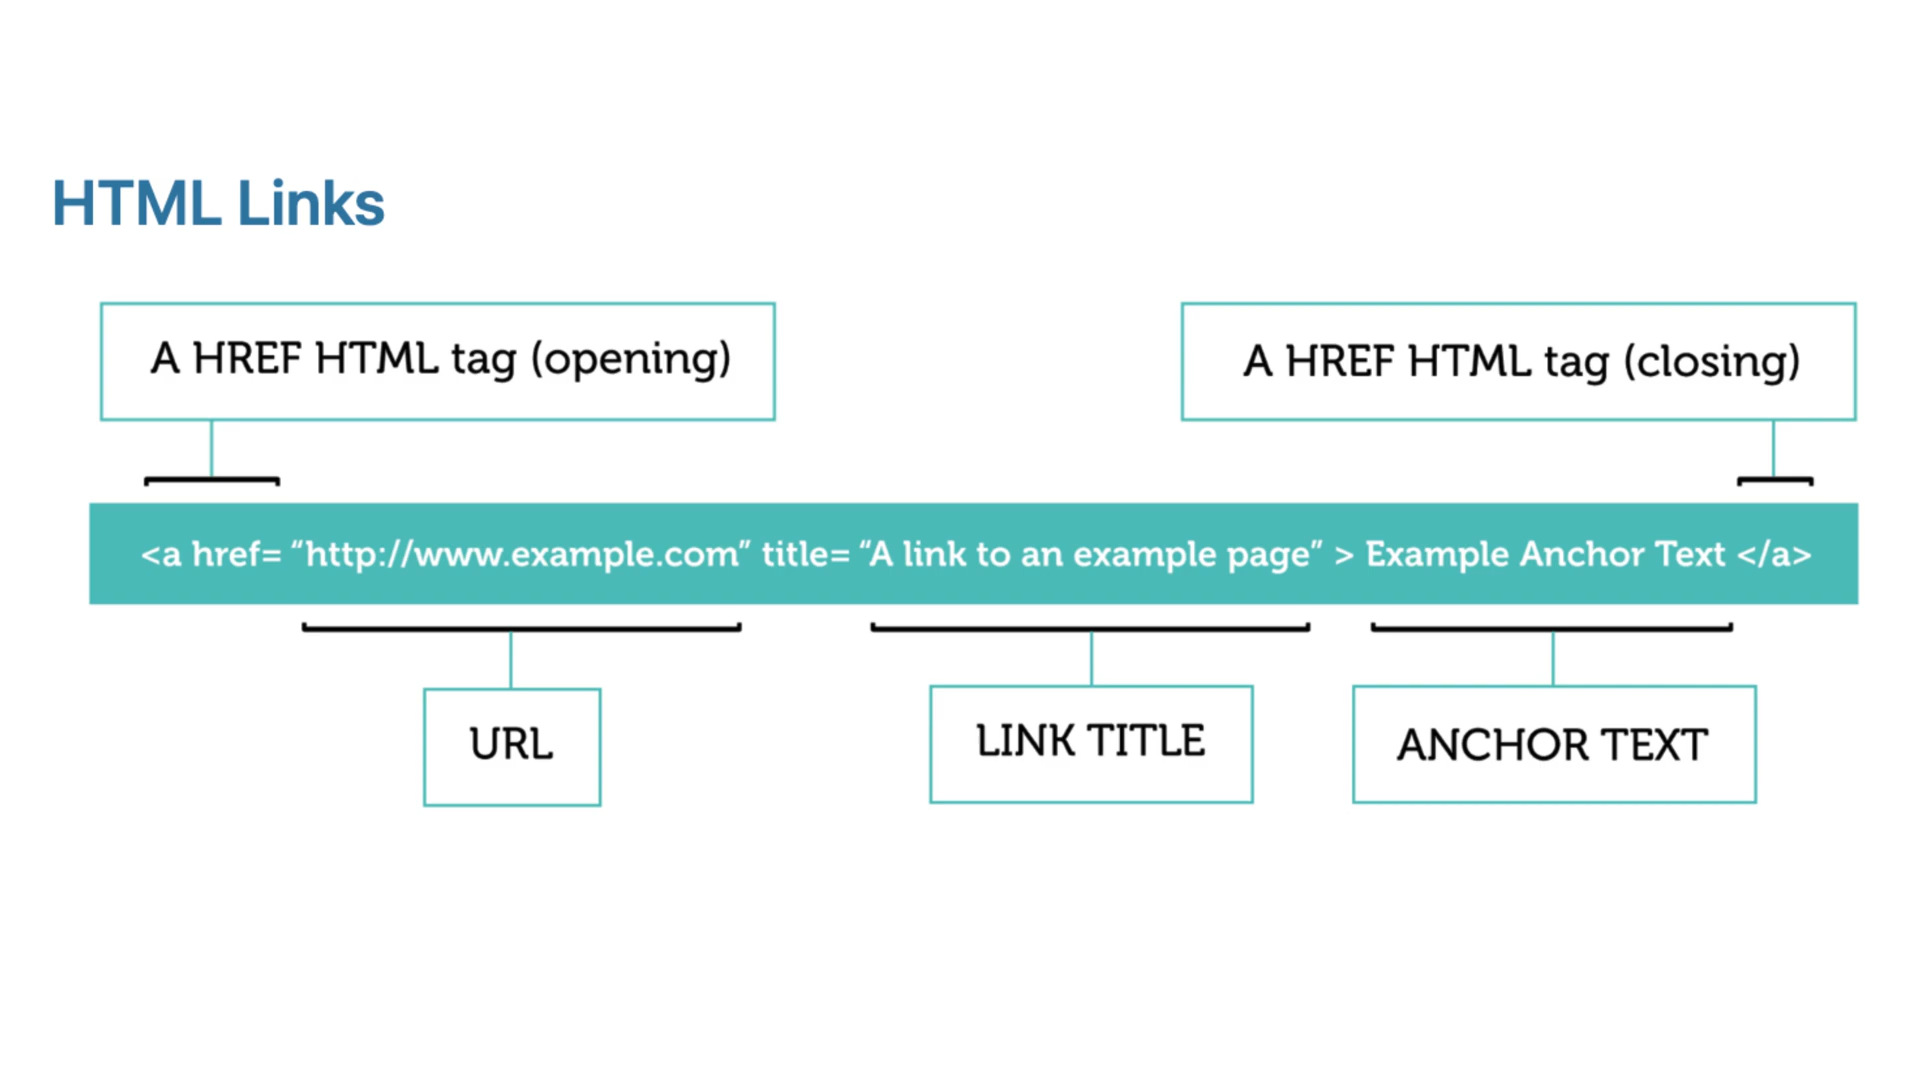 HTML Links
A HREF HTML tag (opening)
A HREF HTML tag (closing)
<a href= “http://www.example.com” title= “A link to an example page” > Example Anchor Text </a>
URL
LINK TITLE
ANCHOR TEXT